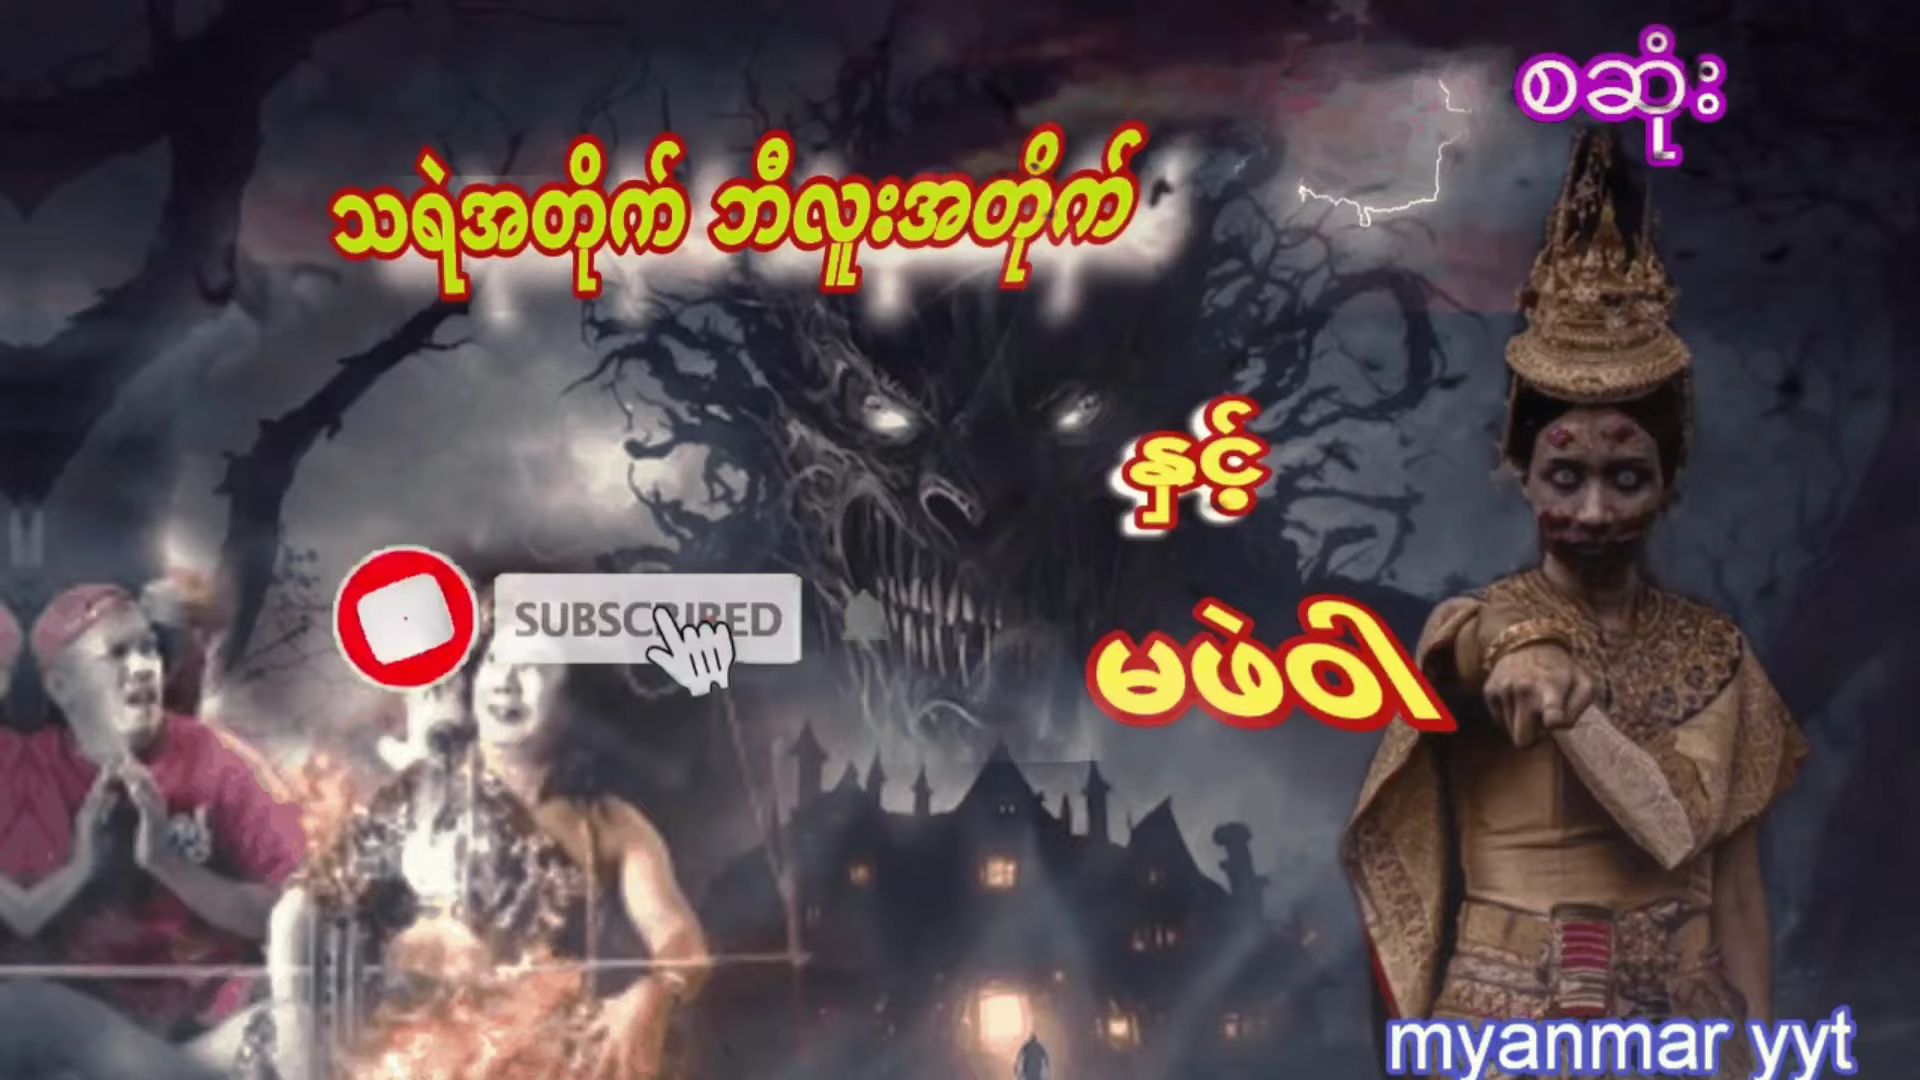 စဆုံး
သရဲအတိုက် ဘီလူးအတိုက်
နှင့်
SUBSCRIBED
မဖဲဝါ
myanmar yyt